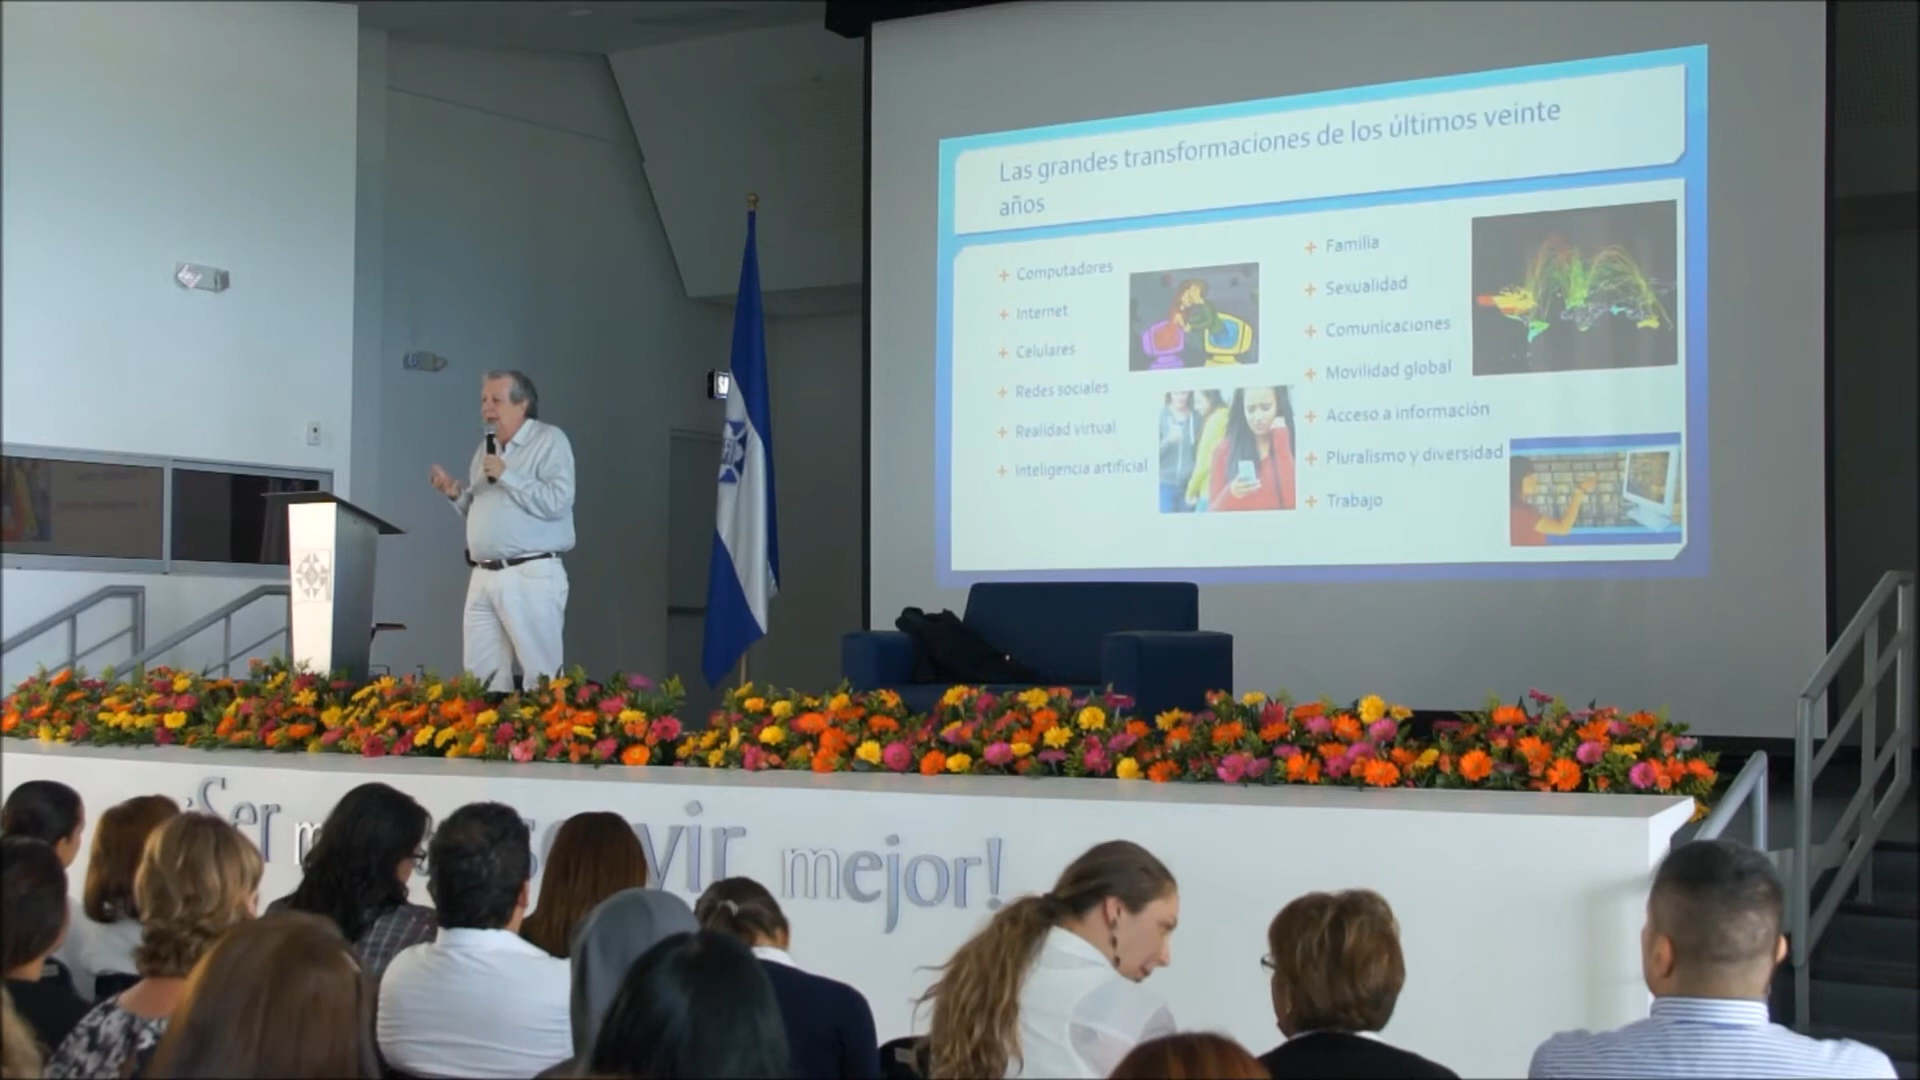 Las grandes transformaciones de los últimos veinte
años
+ Computadores
+ Internet
+ Celulares
+ Redes sociales
+ Realidad virtual
+ Inteligencia artificial
+ Familia
+ Sexualidad
+ Comunicaciones
+ Movilidad global
+ Acceso a información
+ Pluralismo y diversidad
+ Trabajo
¡Ser mejor!